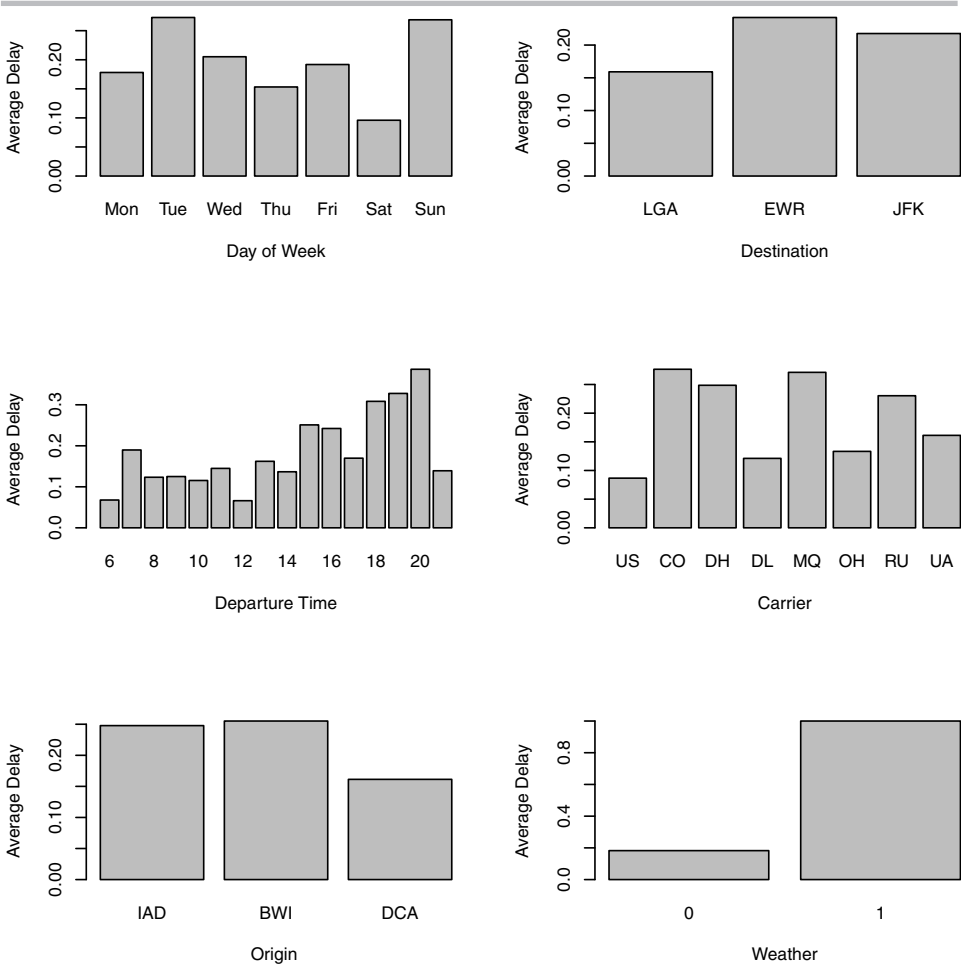 Average Delay
0.00 0.10 0.20
Mon Tue Wed Thu Fri Sat Sun
Day of Week
Average Delay
0.00 0.10 0.20
LGA EWR JFK
Destination
Average Delay
0.0 0.1 0.2 0.3
6 8 10 12 14 16 18 20
Departure Time
Average Delay
0.00 0.10 0.20
US CO DH DL MQ OH RU UA
Carrier
Average Delay
0.00 0.10 0.20
IAD BWI DCA
Origin
Average Delay
0.0 0.4 0.8
0 1
Weather